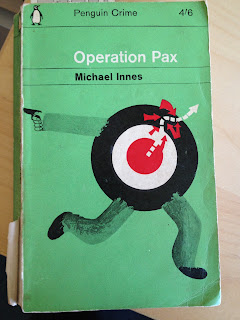 Penguin Crime 4'6
Operation Pax
Michael Innes